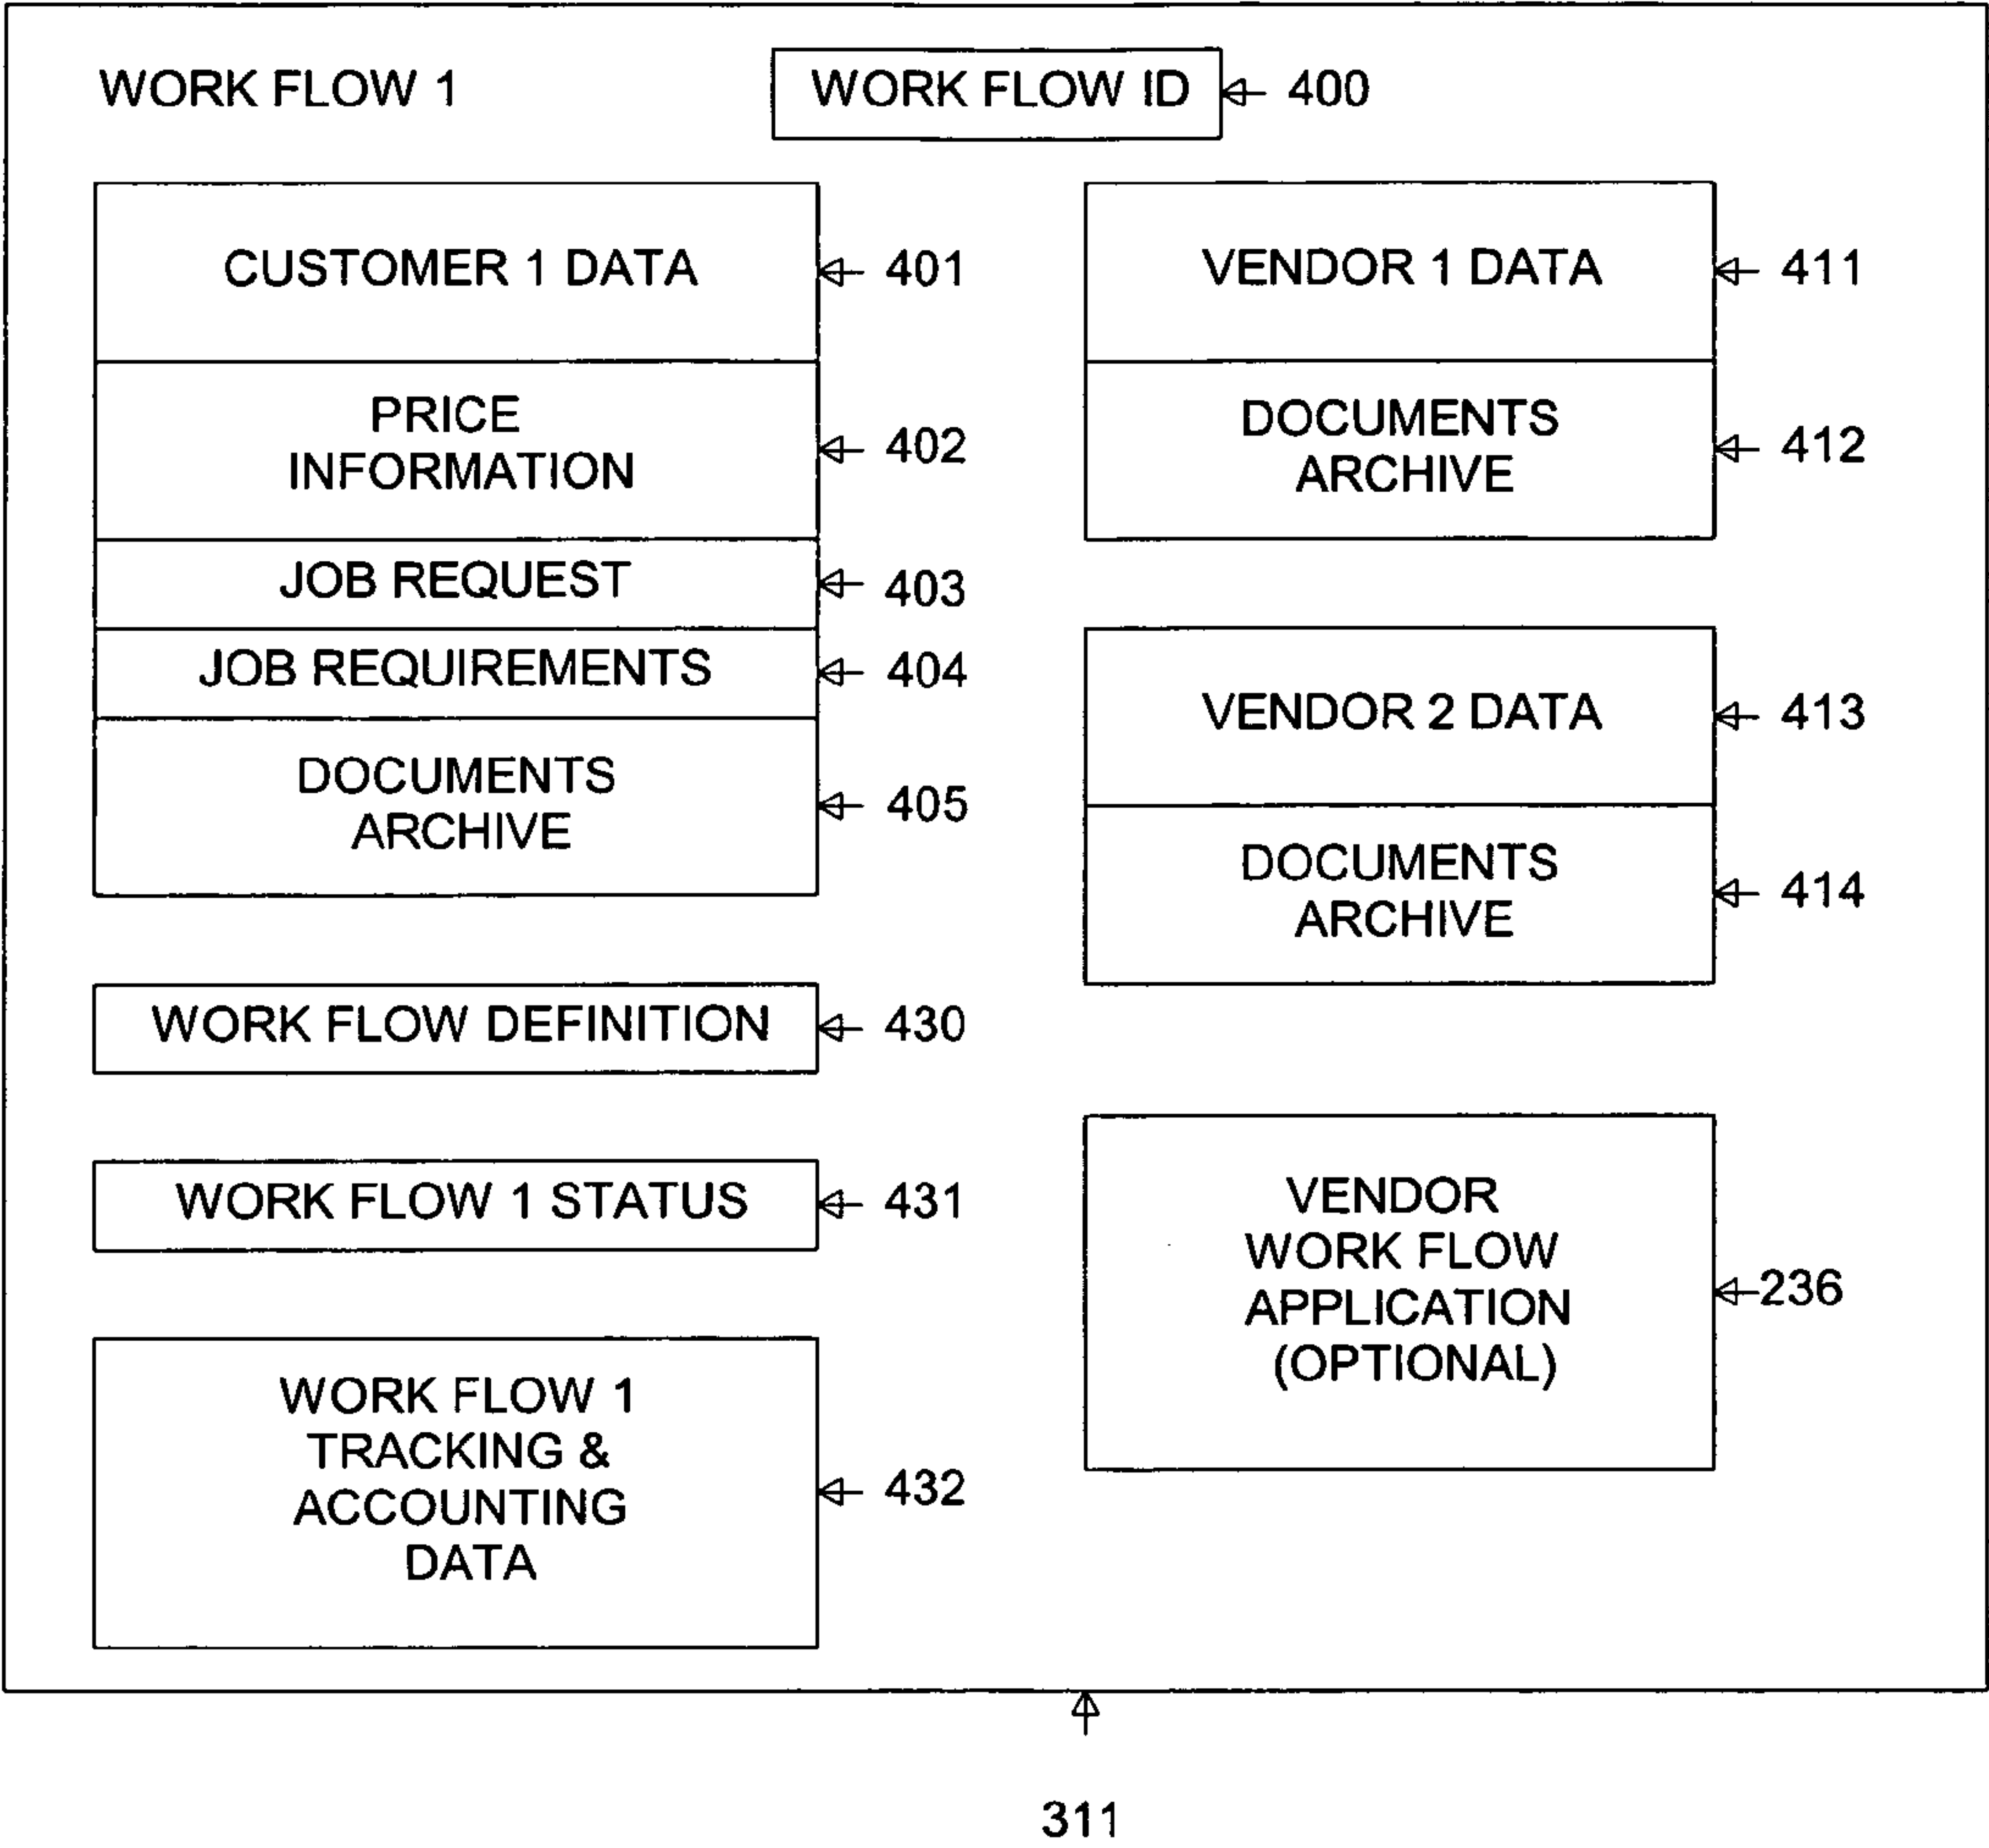 WORK FLOW 1
WORK FLOW ID
400
CUSTOMER 1 DATA
401
PRICE
INFORMATION
402
JOB REQUEST
403
JOB REQUIREMENTS
404
DOCUMENTS
ARCHIVE
405
VENDOR 1 DATA
411
DOCUMENTS
ARCHIVE
412
VENDOR 2 DATA
413
DOCUMENTS
ARCHIVE
414
WORK FLOW DEFINITION
430
WORK FLOW 1 STATUS
431
WORK FLOW 1
TRACKING &
ACCOUNTING
DATA
432
VENDOR
WORK FLOW
APPLICATION
(OPTIONAL)
236
311